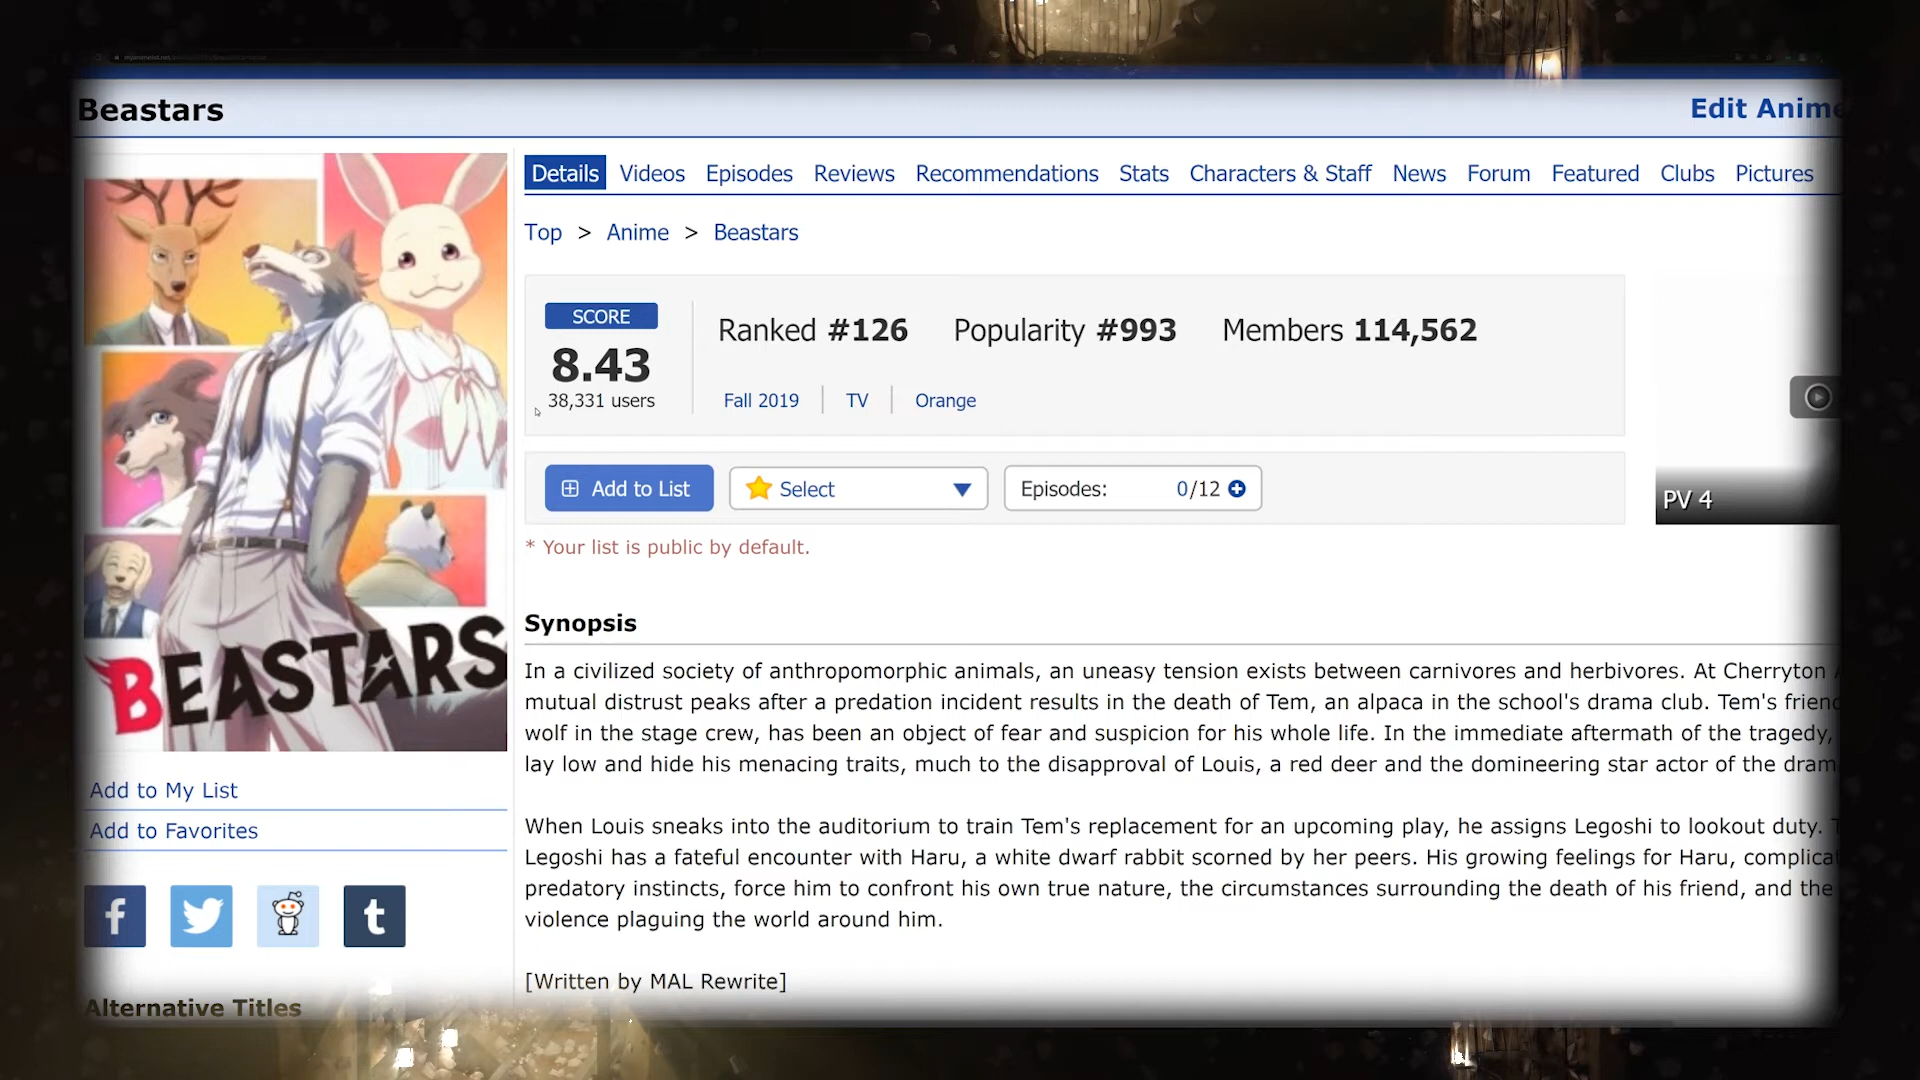 Beastars
Edit Anime
Details Videos Episodes Reviews Recommendations Stats Characters & Staff News Forum Featured Clubs Pictures
Top > Anime > Beastars
SCORE
8.43
38,331 users
Ranked #126 Popularity #993 Members 114,562
Fall 2019 TV Orange
Add to List
Select
Episodes: 0/12
PV 4
* Your list is public by default.
BEASTARS
Synopsis
In a civilized society of anthropomorphic animals, an uneasy tension exists between carnivores and herbivores. At Cherryton
mutual distrust peaks after a predation incident results in the death of Tem, an alpaca in the school's drama club. Tem's frien
wolf in the stage crew, has been an object of fear and suspicion for his whole life. In the immediate aftermath of the tragedy,
lay low and hide his menacing traits, much to the disapproval of Louis, a red deer and the domineering star actor of the dram
When Louis sneaks into the auditorium to train Tem's replacement for an upcoming play, he assigns Legoshi to lookout duty.
Legoshi has a fateful encounter with Haru, a white dwarf rabbit scorned by her peers. His growing feelings for Haru, complicat
predatory instincts, force him to confront his own true nature, the circumstances surrounding the death of his friend, and the
violence plaguing the world around him.
[Written by MAL Rewrite]
Add to My List
Add to Favorites
Alternative Titles